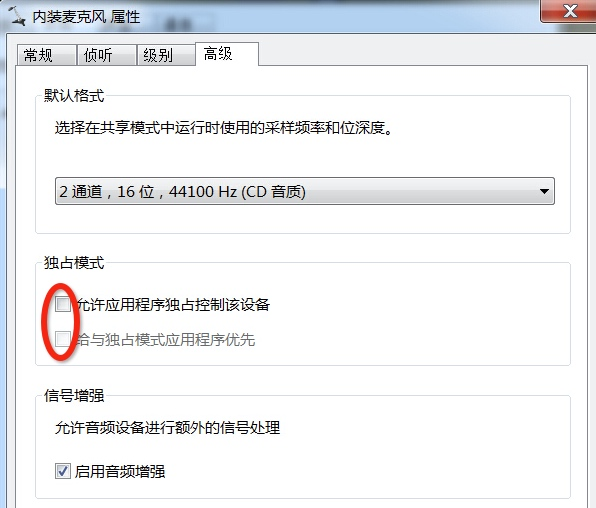 内装麦克风 属性
常规 侦听 级别 高级
默认格式
选择在共享模式中运行时使用的采样频率和位深度。
2 通道，16 位，44100 Hz (CD 音质)
独占模式
允许应用程序独占控制该设备
给与独占模式应用程序优先
信号增强
允许音频设备进行额外的信号处理
启用音频增强